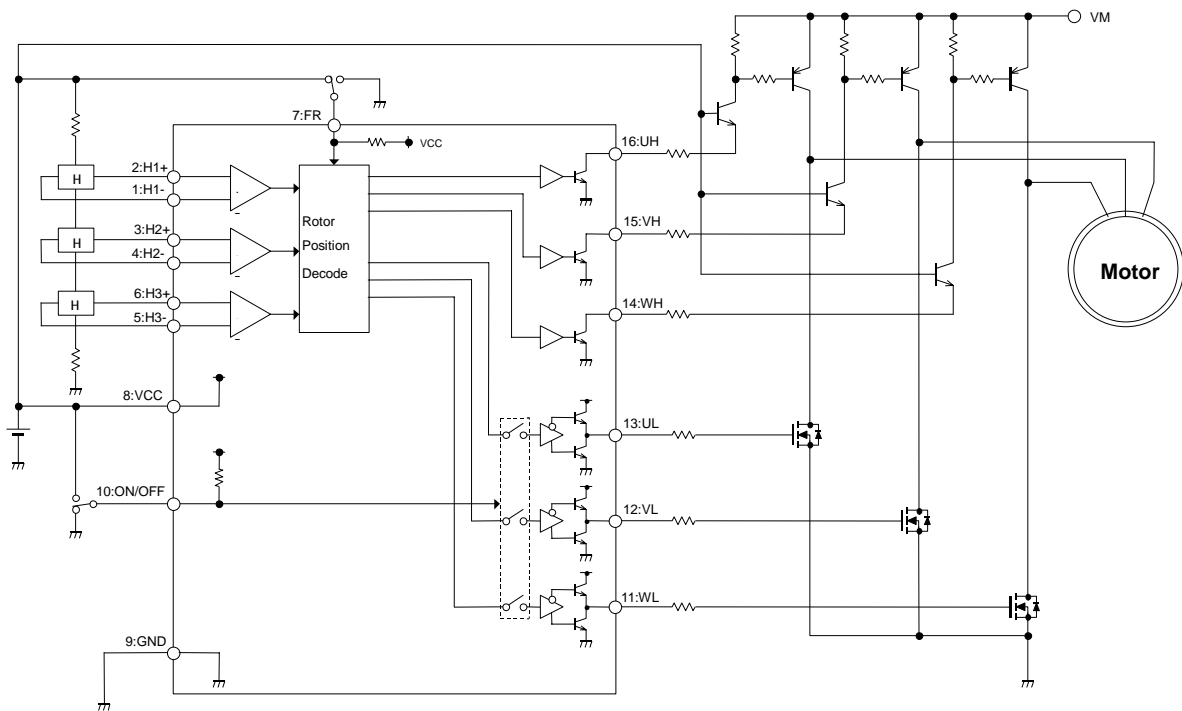 VM
7:FR
VCC
16:UH
2:H1+
H
1:H1-
-
Rotor
Position
Decode
15:VH
3:H2+
H
4:H2-
-
Motor
6:H3+
H
5:H3-
-
14:WH
8:VCC
13:UL
10:ON/OFF
12:VL
11:WL
9:GND